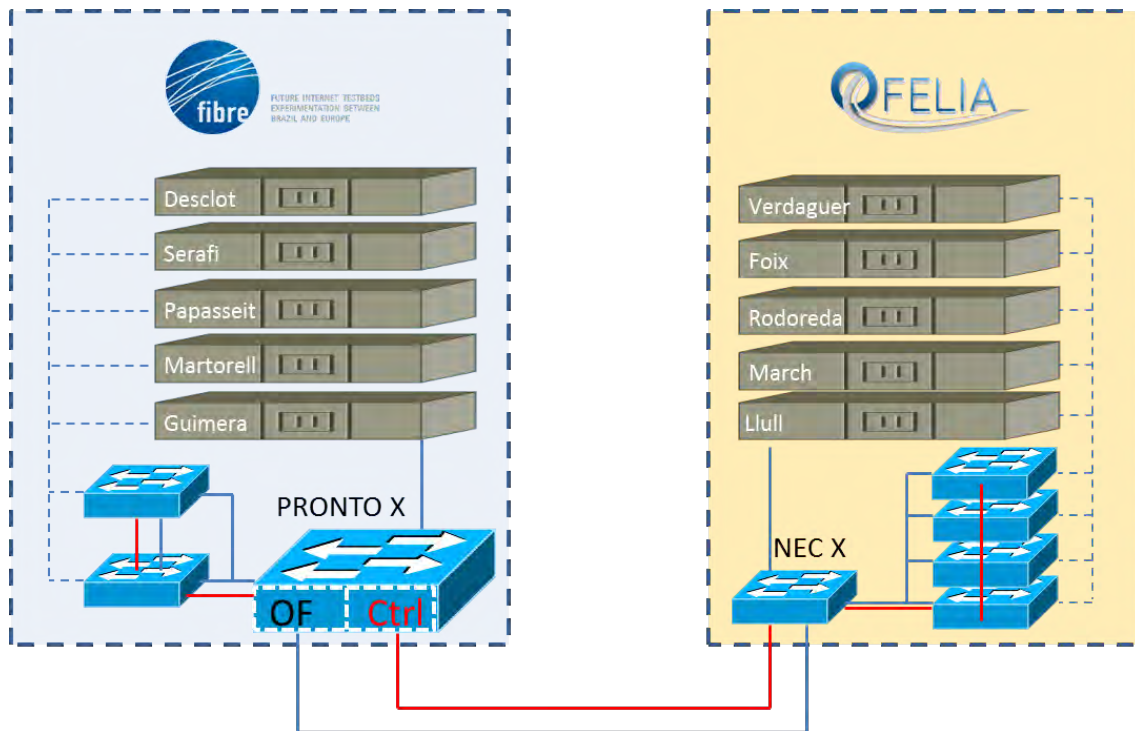 fibre
FUTURE INTERNET TESTBEDS
EXPERIMENTATION BETWEEN
BRAZIL AND EUROPE
Desclot
Serafi
Papasseit
Martorell
Guimera
PRONTO X
OF
Ctrl
OFELIA
Verdaguer
Foix
Rodoreda
March
Llull
NEC X